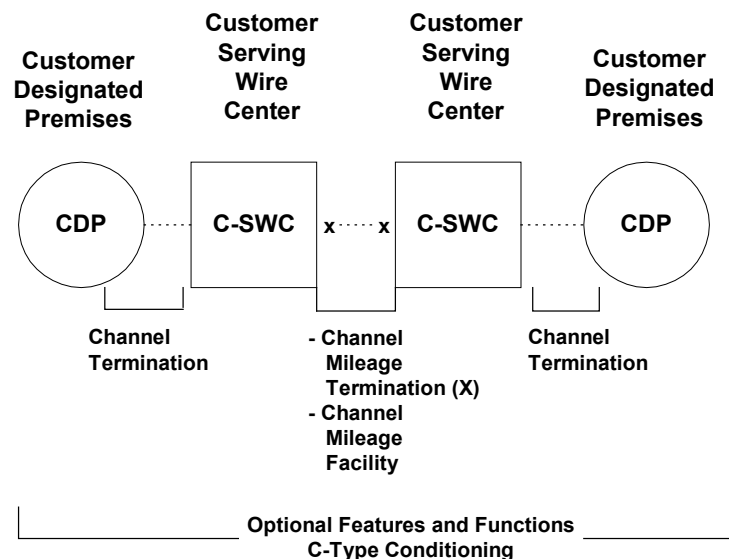 Customer
Designated
Premises
Customer
Serving
Wire
Center
Customer
Serving
Wire
Center
Customer
Designated
Premises
CDP
C-SWC
x
x
C-SWC
CDP
Channel
Termination
- Channel
Mileage
Termination (X)
- Channel
Mileage
Facility
Channel
Termination
Optional Features and Functions
C-Type Conditioning